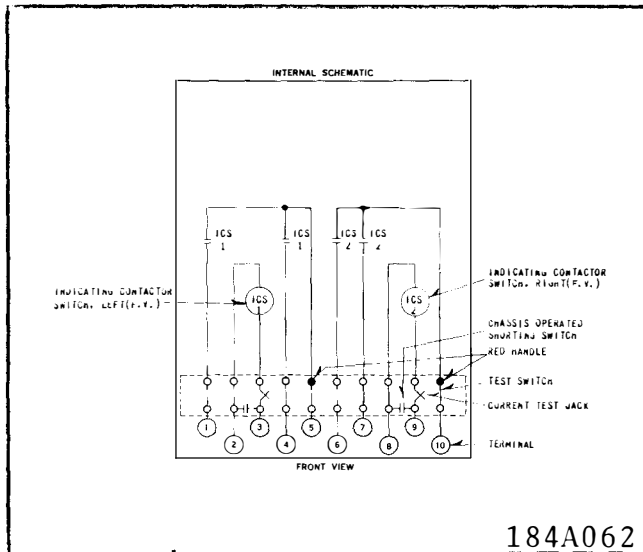 INTERNAL SCHEMATIC
ICS
1
ICS
1
ICS
2
ICS
2
INDICATING CONTACTOR
SWITCH, LEFT(F.V.)
ICS
1
ICS
2
INDICATING CONTACTOR
SWITCH, RIGHT(F.V.)
CHASSIS OPERATED
SHORTING SWITCH
RED HANDLE
TEST SWITCH
CURRENT TEST JACK
TERMINAL
1
2
3
4
5
6
7
8
9
10
FRONT VIEW
184A062